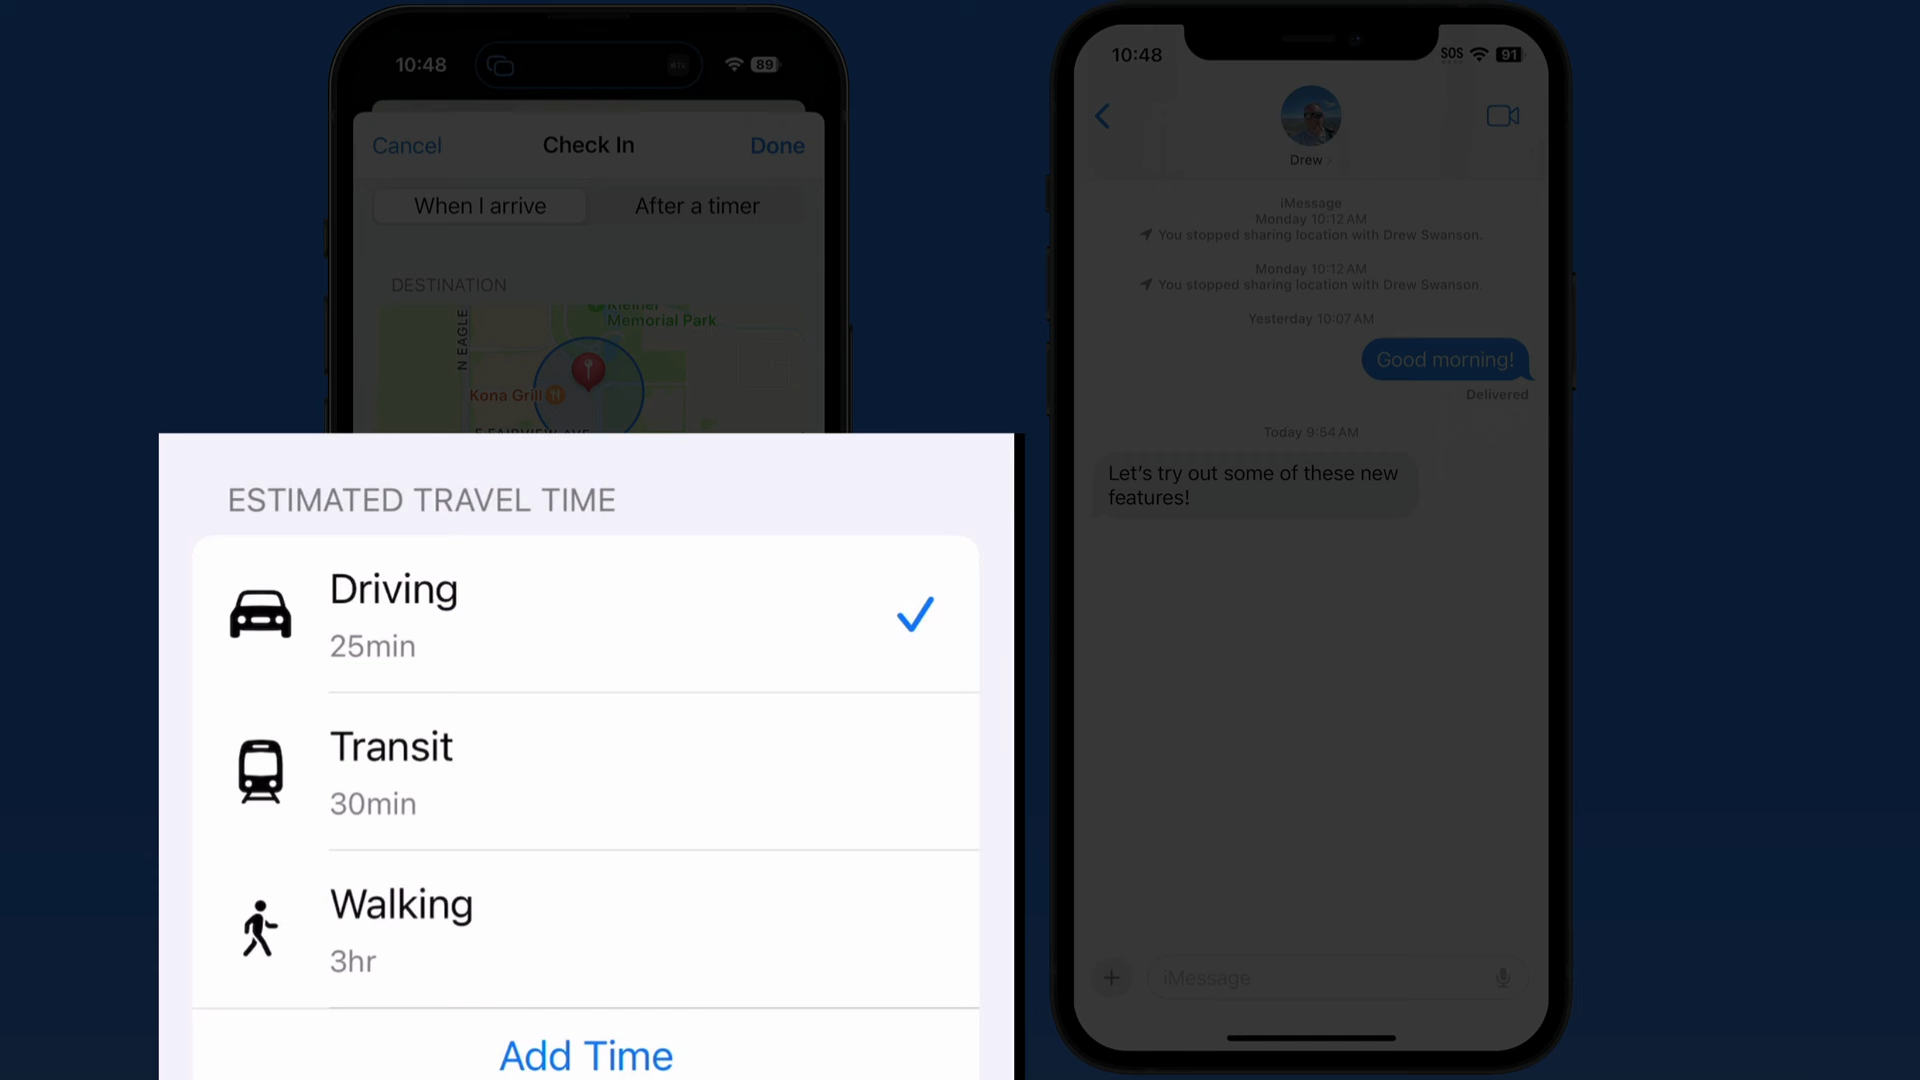 10:48
89
Cancel
Check In
Done
When I arrive
After a timer
DESTINATION
Kleiner
Memorial Park
N EAGLE
Kona Grill
E FAIRVIEW AVE
ESTIMATED TRAVEL TIME
Driving
25min
Transit
30min
Walking
3hr
Add Time
10:48
SOS
91
Drew
iMessage
Monday 10:12 AM
You stopped sharing location with Drew Swanson.
Monday 10:12 AM
You stopped sharing location with Drew Swanson.
Yesterday 10:07 AM
Good morning!
Delivered
Today 9:54 AM
Let's try out some of these new
features!
iMessage